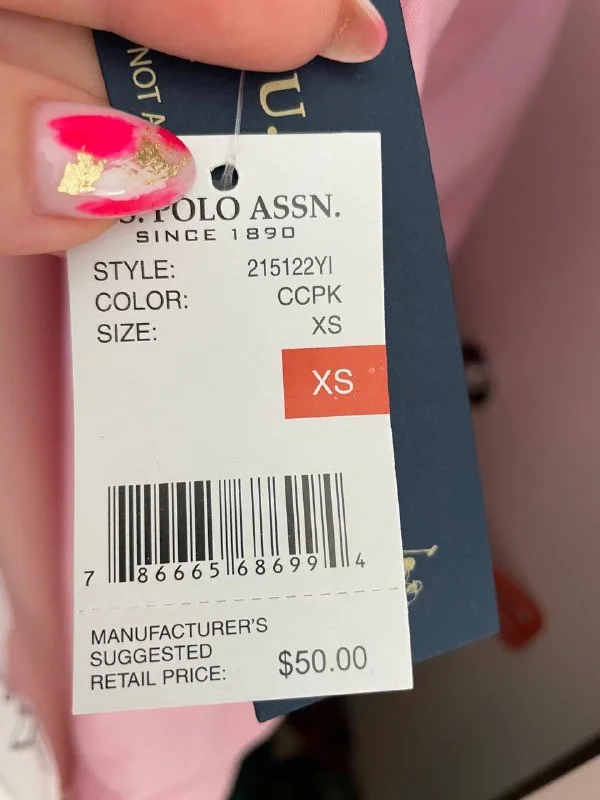 NOT A
U.
S. POLO ASSN.
SINCE 1890
STYLE: 215122YI
COLOR: CCPK
SIZE: XS
XS
7 86665 68699 4
MANUFACTURER'S
SUGGESTED
RETAIL PRICE: $50.00